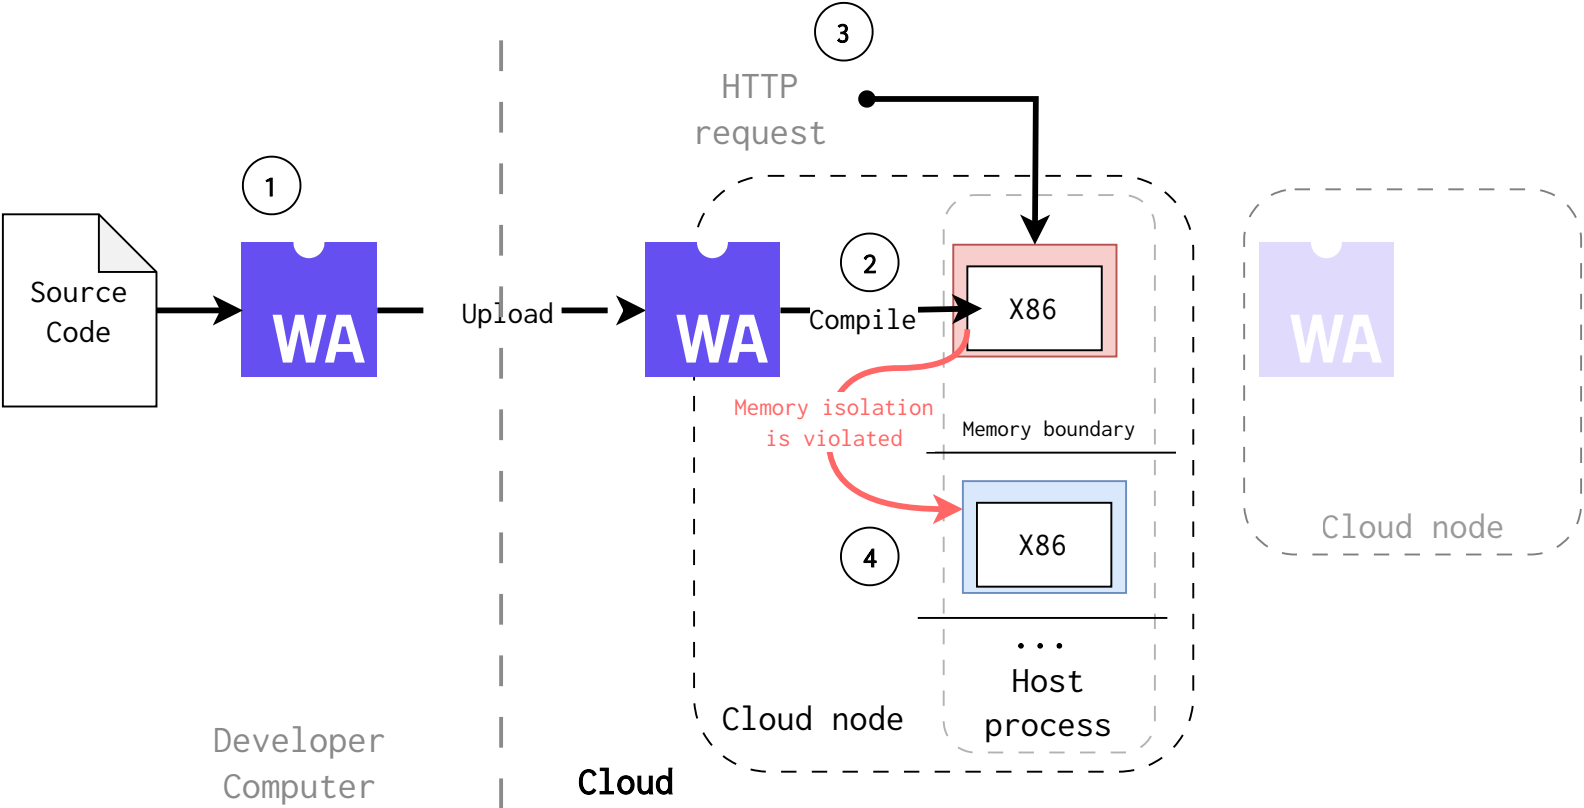 3
HTTP
request
1
Source
Code
WA
Upload
WA
2
Compile
X86
WA
Memory isolation
is violated
Memory boundary
X86
4
Cloud node
...
Host
process
Cloud node
Developer
Computer
Cloud